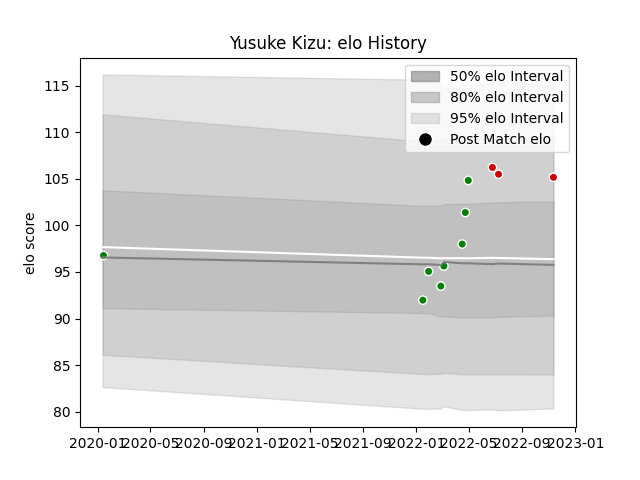 Yusuke Kizu: elo History
50% elo Interval
80% elo Interval
95% elo Interval
Post Match elo
elo score
115
110
105
100
95
90
85
80
2020-01 2020-05 2020-09 2021-01 2021-05 2021-09 2022-01 2022-05 2022-09 2023-01